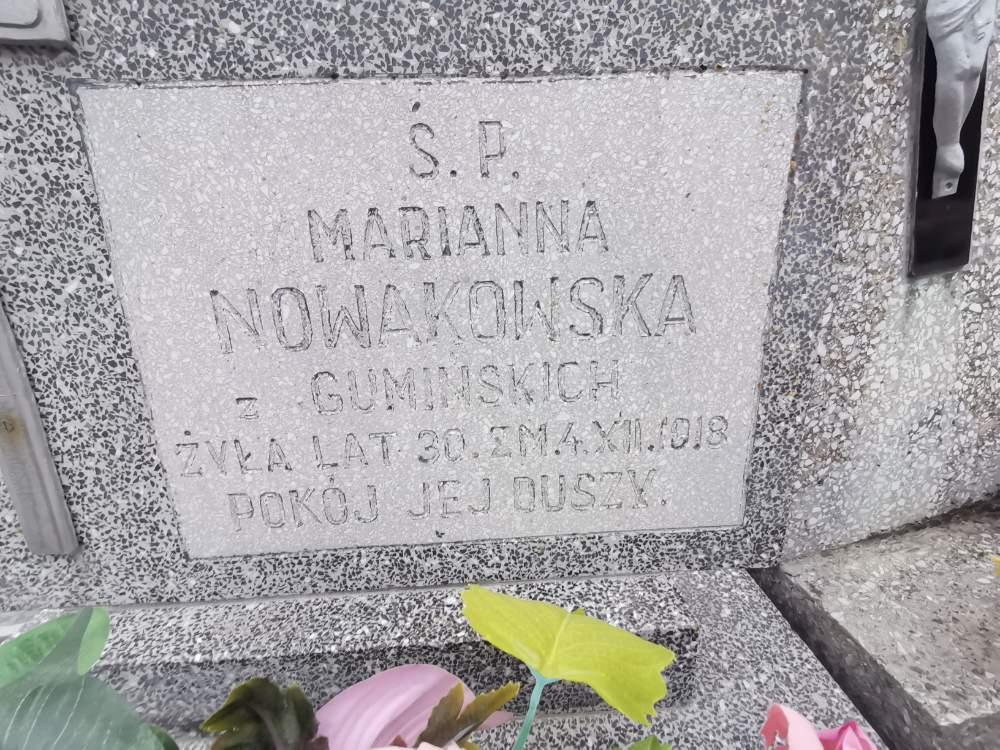 Ś. P.
MARIANNA
NOWAKOWSKA
z GUMIŃSKICH
ŻYŁA LAT 30. ZM. 4. XII. 1918
POKÓJ JEJ DUSZY.